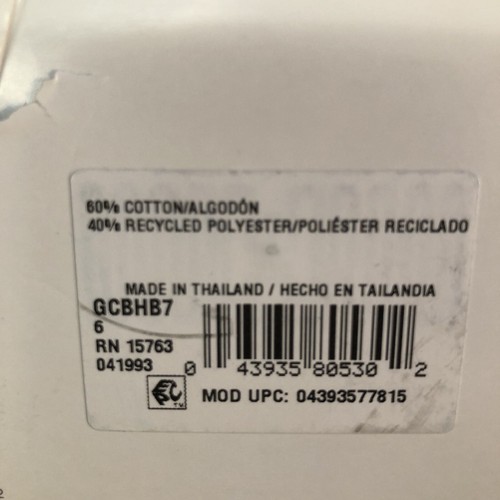 60% COTTON/ALGODÓN
40% RECYCLED POLYESTER/POLIÉSTER RECICLADO
MADE IN THAILAND / HECHO EN TAILANDIA
GCBHB7
6
RN 15763
041993
0 43935 80530 2
MOD UPC: 04393577815